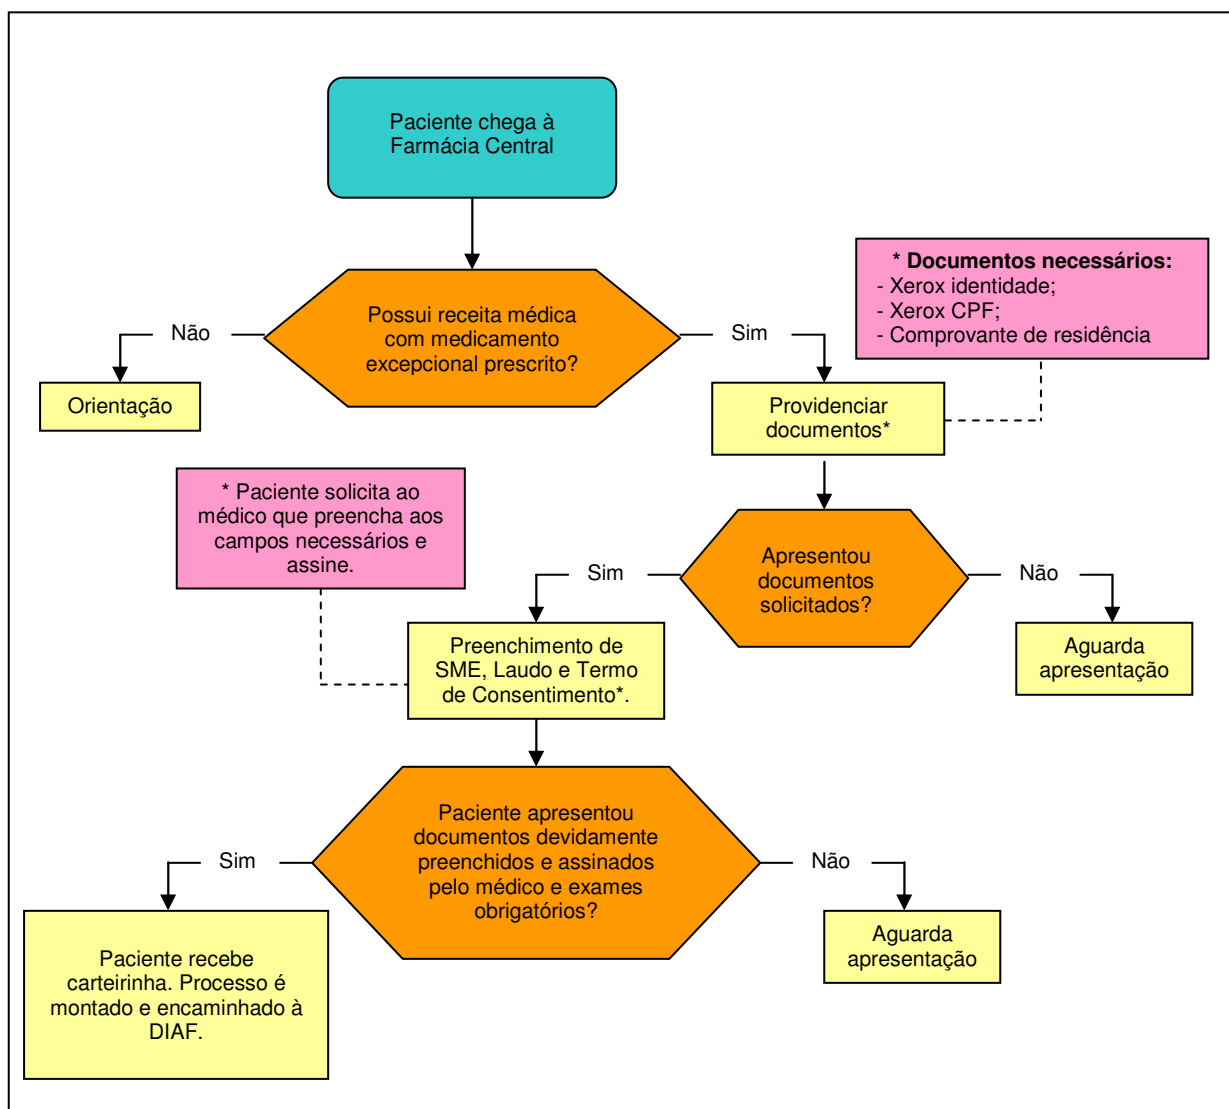 Paciente chega à
Farmácia Central
* Documentos necessários:
- Xerox identidade;
- Xerox CPF;
- Comprovante de residência
Possui receita médica
com medicamento
excepcional prescrito?
Não
Sim
Orientação
Providenciar
documentos*
* Paciente solicita ao
médico que preencha aos
campos necessários e
assine.
Apresentou
documentos
solicitados?
Sim
Não
Preenchimento de
SME, Laudo e Termo
de Consentimento*.
Aguarda
apresentação
Paciente apresentou
documentos devidamente
preenchidos e assinados
pelo médico e exames
obrigatórios?
Sim
Não
Paciente recebe
carteirinha. Processo é
montado e encaminhado à
DIAF.
Aguarda
apresentação